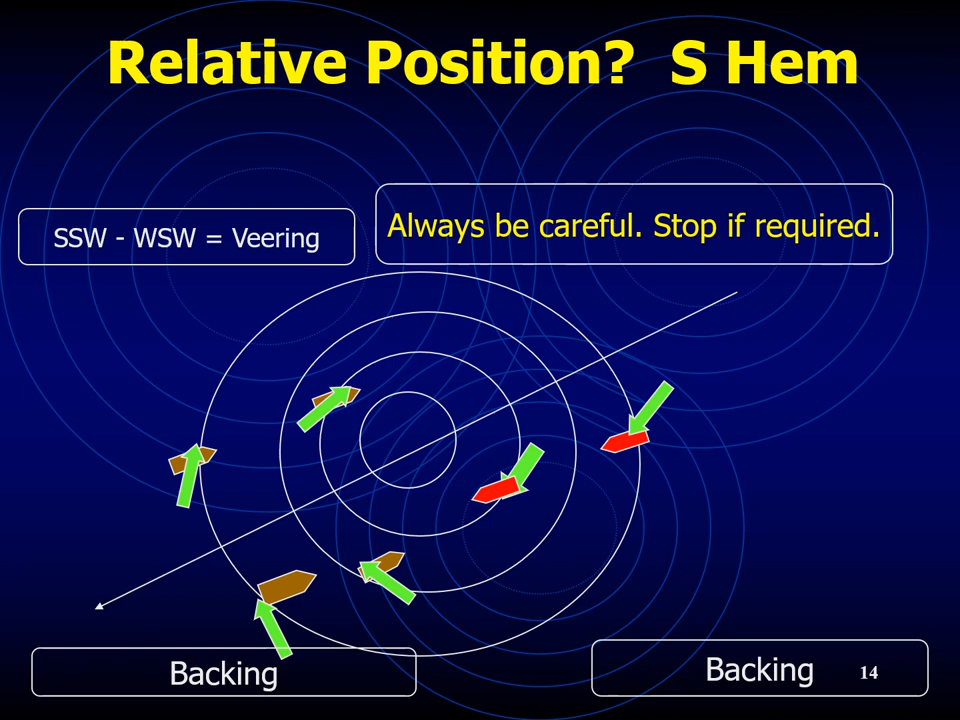 Relative Position? S Hem
Always be careful. Stop if required.
SSW - WSW = Veering
Backing
Backing
14